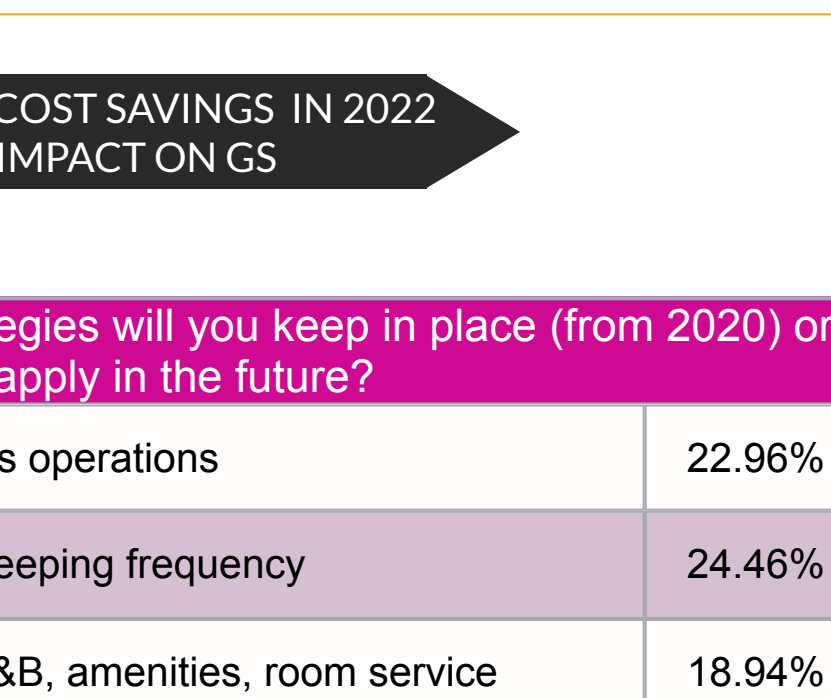 COST SAVINGS IN 2022
IMPACT ON GS
egies will you keep in place (from 2020) or
apply in the future?
s operations 22.96%
eeping frequency 24.46%
&B, amenities, room service 18.94%